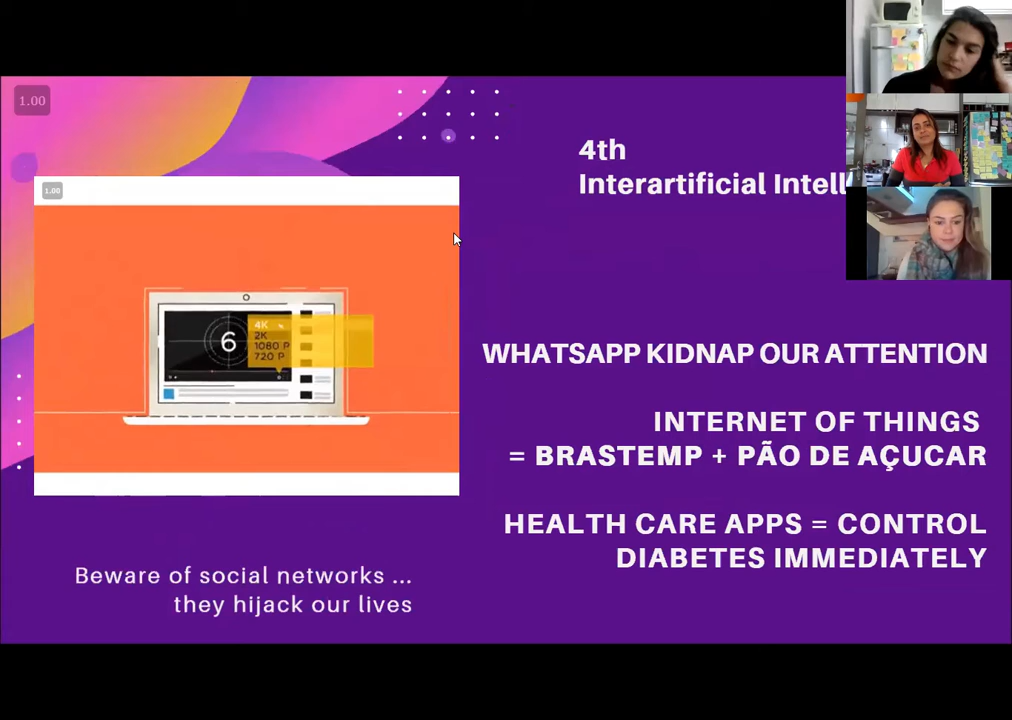 1.00
4th
Interartificial Intell
1.00
6
4K
2K
1080 P
720 P
WHATSAPP KIDNAP OUR ATTENTION
INTERNET OF THINGS
= BRASTEMP + PÃO DE AÇUCAR
HEALTH CARE APPS = CONTROL
DIABETES IMMEDIATELY
Beware of social networks ...
they hijack our lives